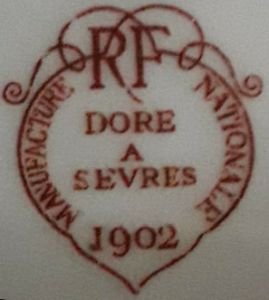 RF
MANUFACTURE NATIONALE
DORE
A
SEVRES
1902